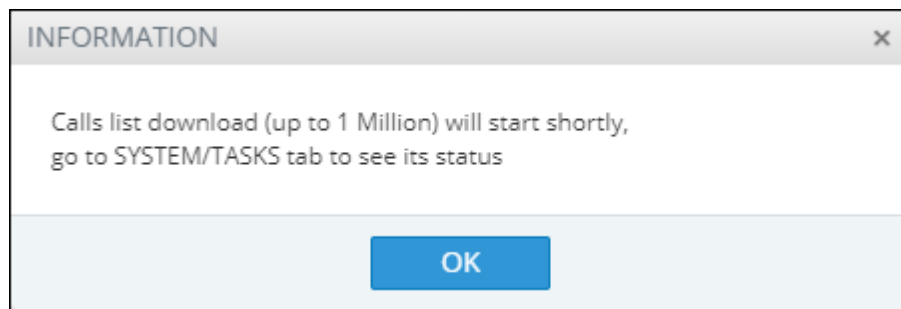 INFORMATION ×
Calls list download (up to 1 Million) will start shortly,
go to SYSTEM/TASKS tab to see its status
OK